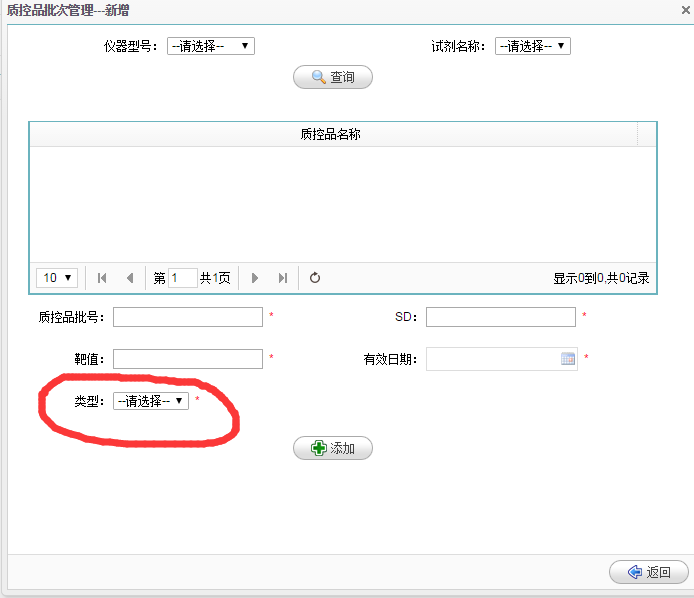 质控品批次管理---新增
仪器型号： --请选择-- 试剂名称： --请选择--
查询
质控品名称
10 第 1 共1页 显示0到0,共0记录
质控品批号： * SD： *
靶值： * 有效日期： *
类型： --请选择-- *
添加
返回